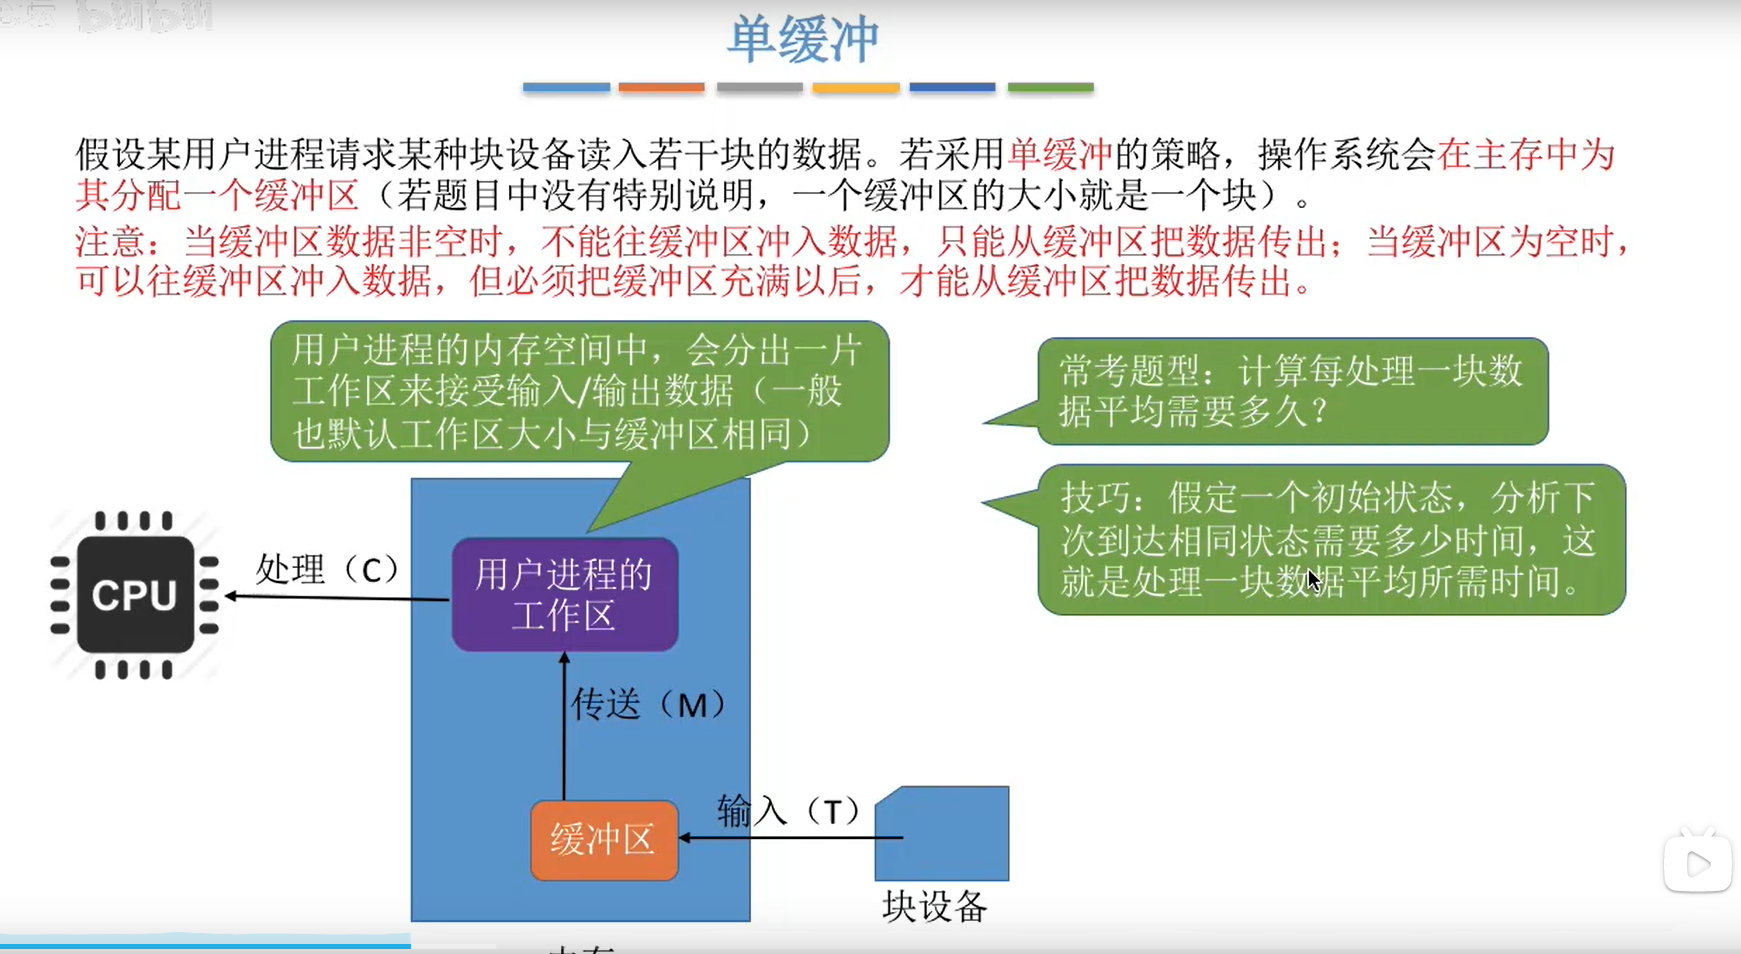 bilibili
单缓冲
假设某用户进程请求某种块设备读入若干块的数据。若采用单缓冲的策略，操作系统会在主存中为
其分配一个缓冲区（若题目中没有特别说明，一个缓冲区的大小就是一个块）。
注意：当缓冲区数据非空时，不能往缓冲区冲入数据，只能从缓冲区把数据传出；当缓冲区为空时，
可以往缓冲区冲入数据，但必须把缓冲区充满以后，才能从缓冲区把数据传出。
用户进程的内存空间中，会分出一片
工作区来接受输入/输出数据（一般
也默认工作区大小与缓冲区相同）
常考题型：计算每处理一块数
据平均需要多久？
技巧：假定一个初始状态，分析下
次到达相同状态需要多少时间，这
就是处理一块数据平均所需时间。
CPU
处理（C）
用户进程的
工作区
传送（M）
缓冲区
输入（T）
块设备